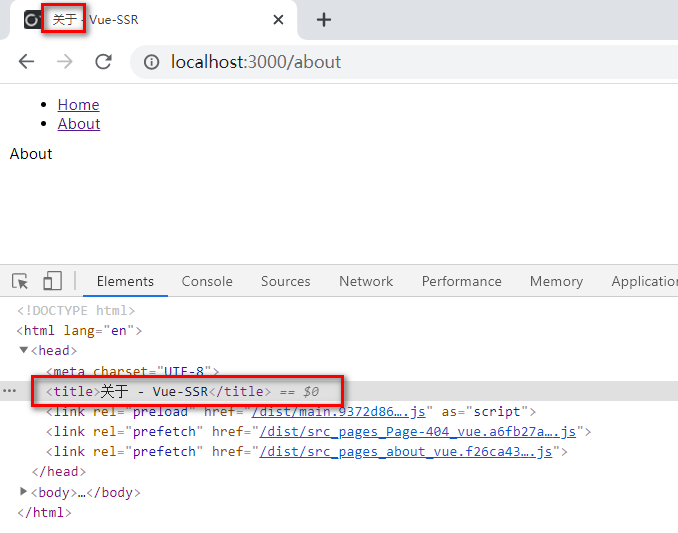 关于 - Vue-SSR
localhost:3000/about
Home
About
About
Elements Console Sources Network Performance Memory Application
<!DOCTYPE html>
<html lang="en">
<head>
<meta charset="UTF-8">
<title>关于 - Vue-SSR</title> == $0
<link rel="preload" href="/dist/main.9372d86….js" as="script">
<link rel="prefetch" href="/dist/src_pages_Page-404_vue.a6fb27a….js">
<link rel="prefetch" href="/dist/src_pages_about_vue.f26ca43….js">
</head>
<body>…</body>
</html>